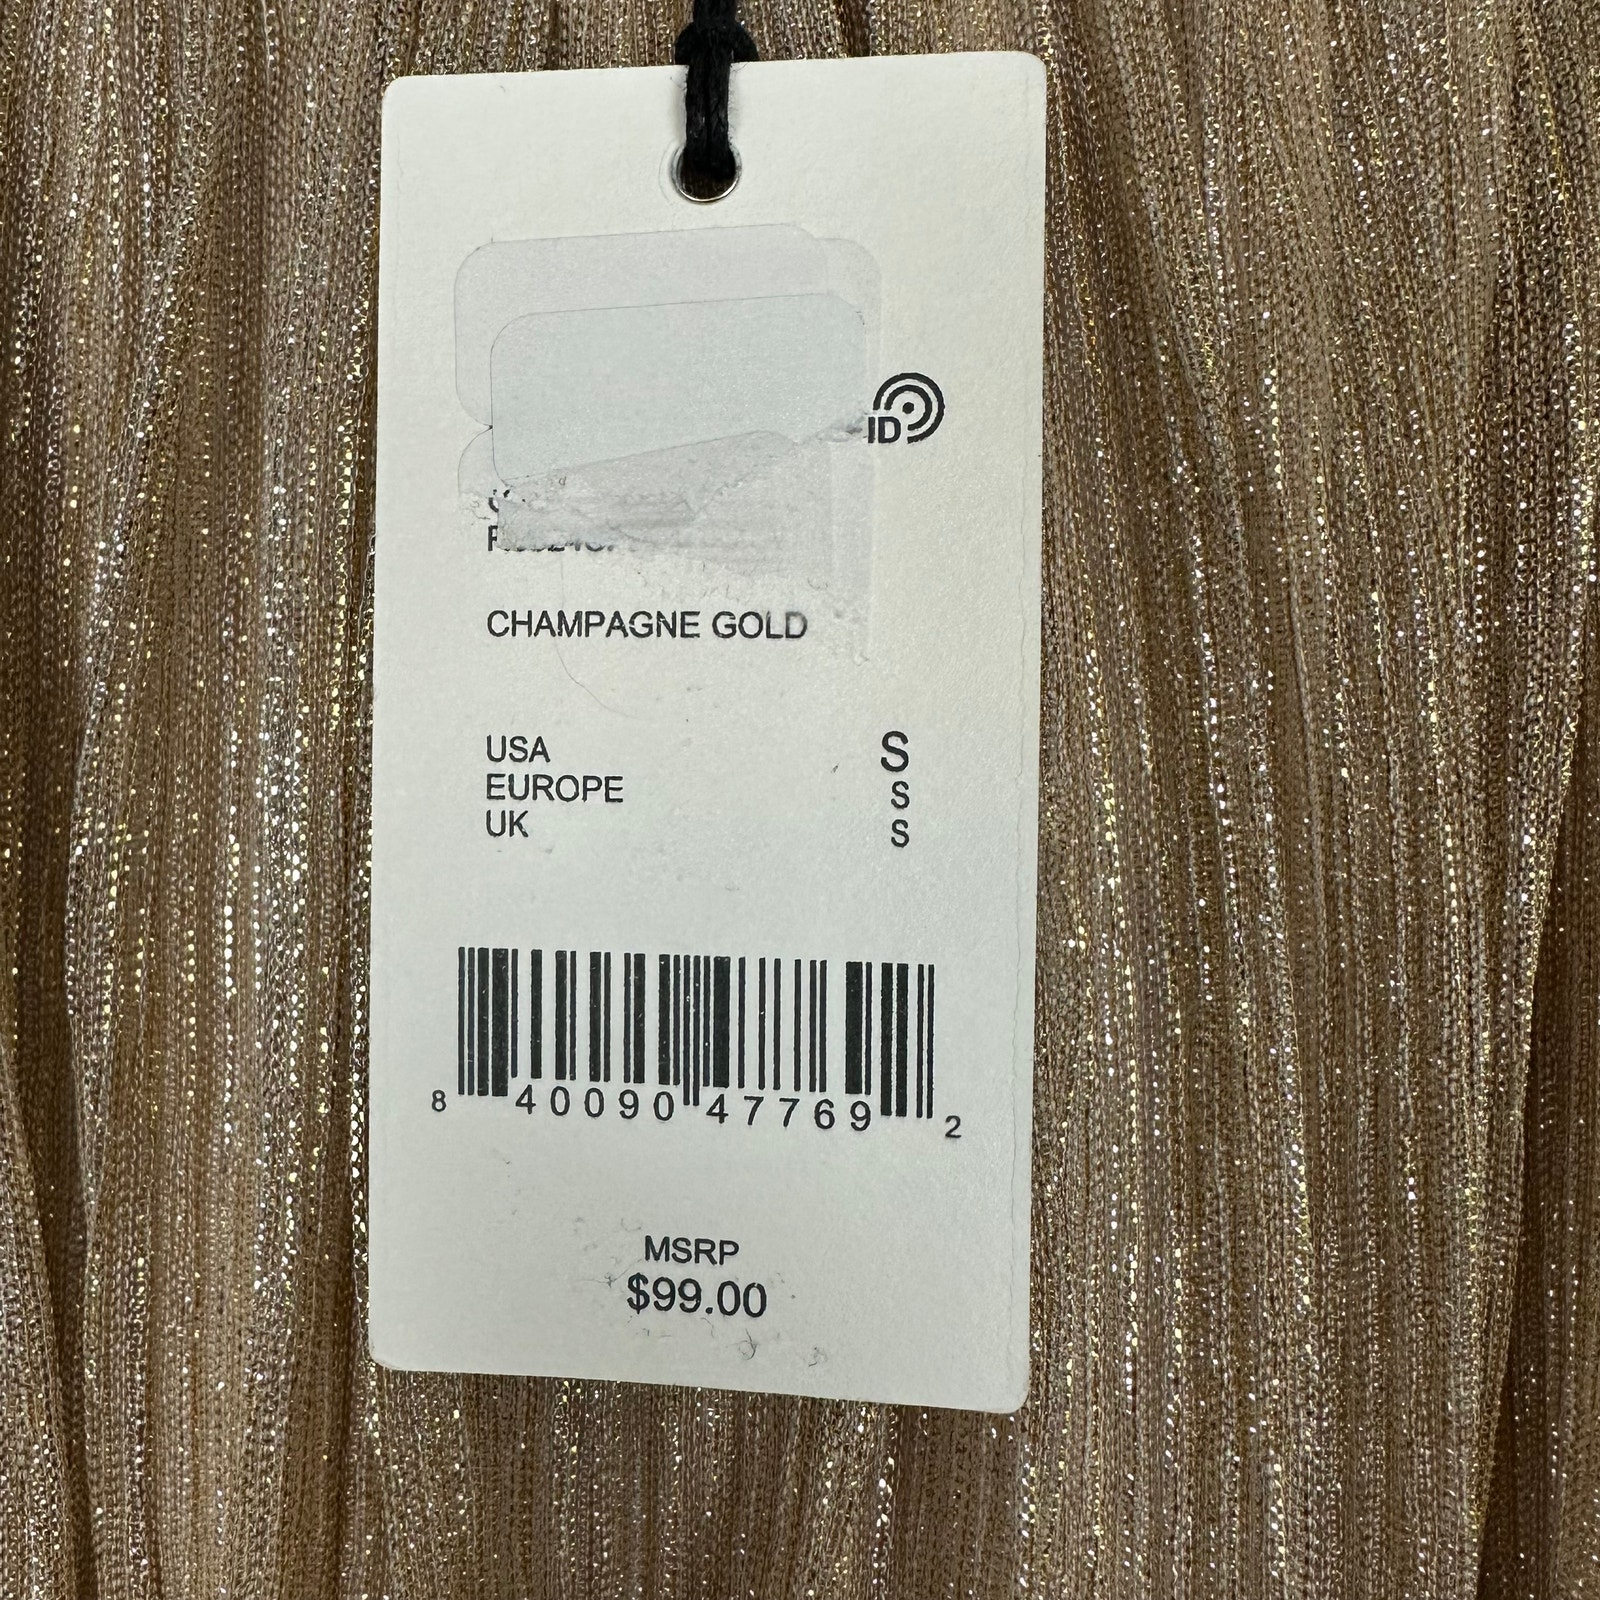 ID
CHAMPAGNE GOLD
USA S
EUROPE S
UK S
8 40090 47769 2
MSRP
$99.00